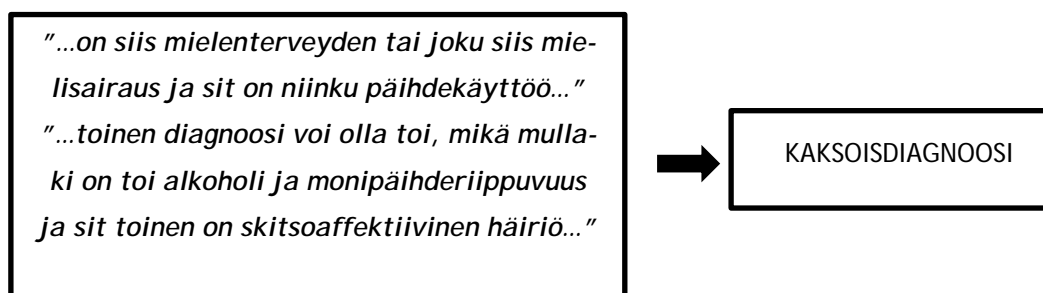 "…on siis mielenterveyden tai joku siis mie-
lisairaus ja sit on niinku päihdekäyttöö…"
"…toinen diagnoosi voi olla toi, mikä mulla-
ki on toi alkoholi ja monipäihderiippuvuus
ja sit toinen on skitsoaffektiivinen häiriö…"
KAKSOISDIAGNOOSI